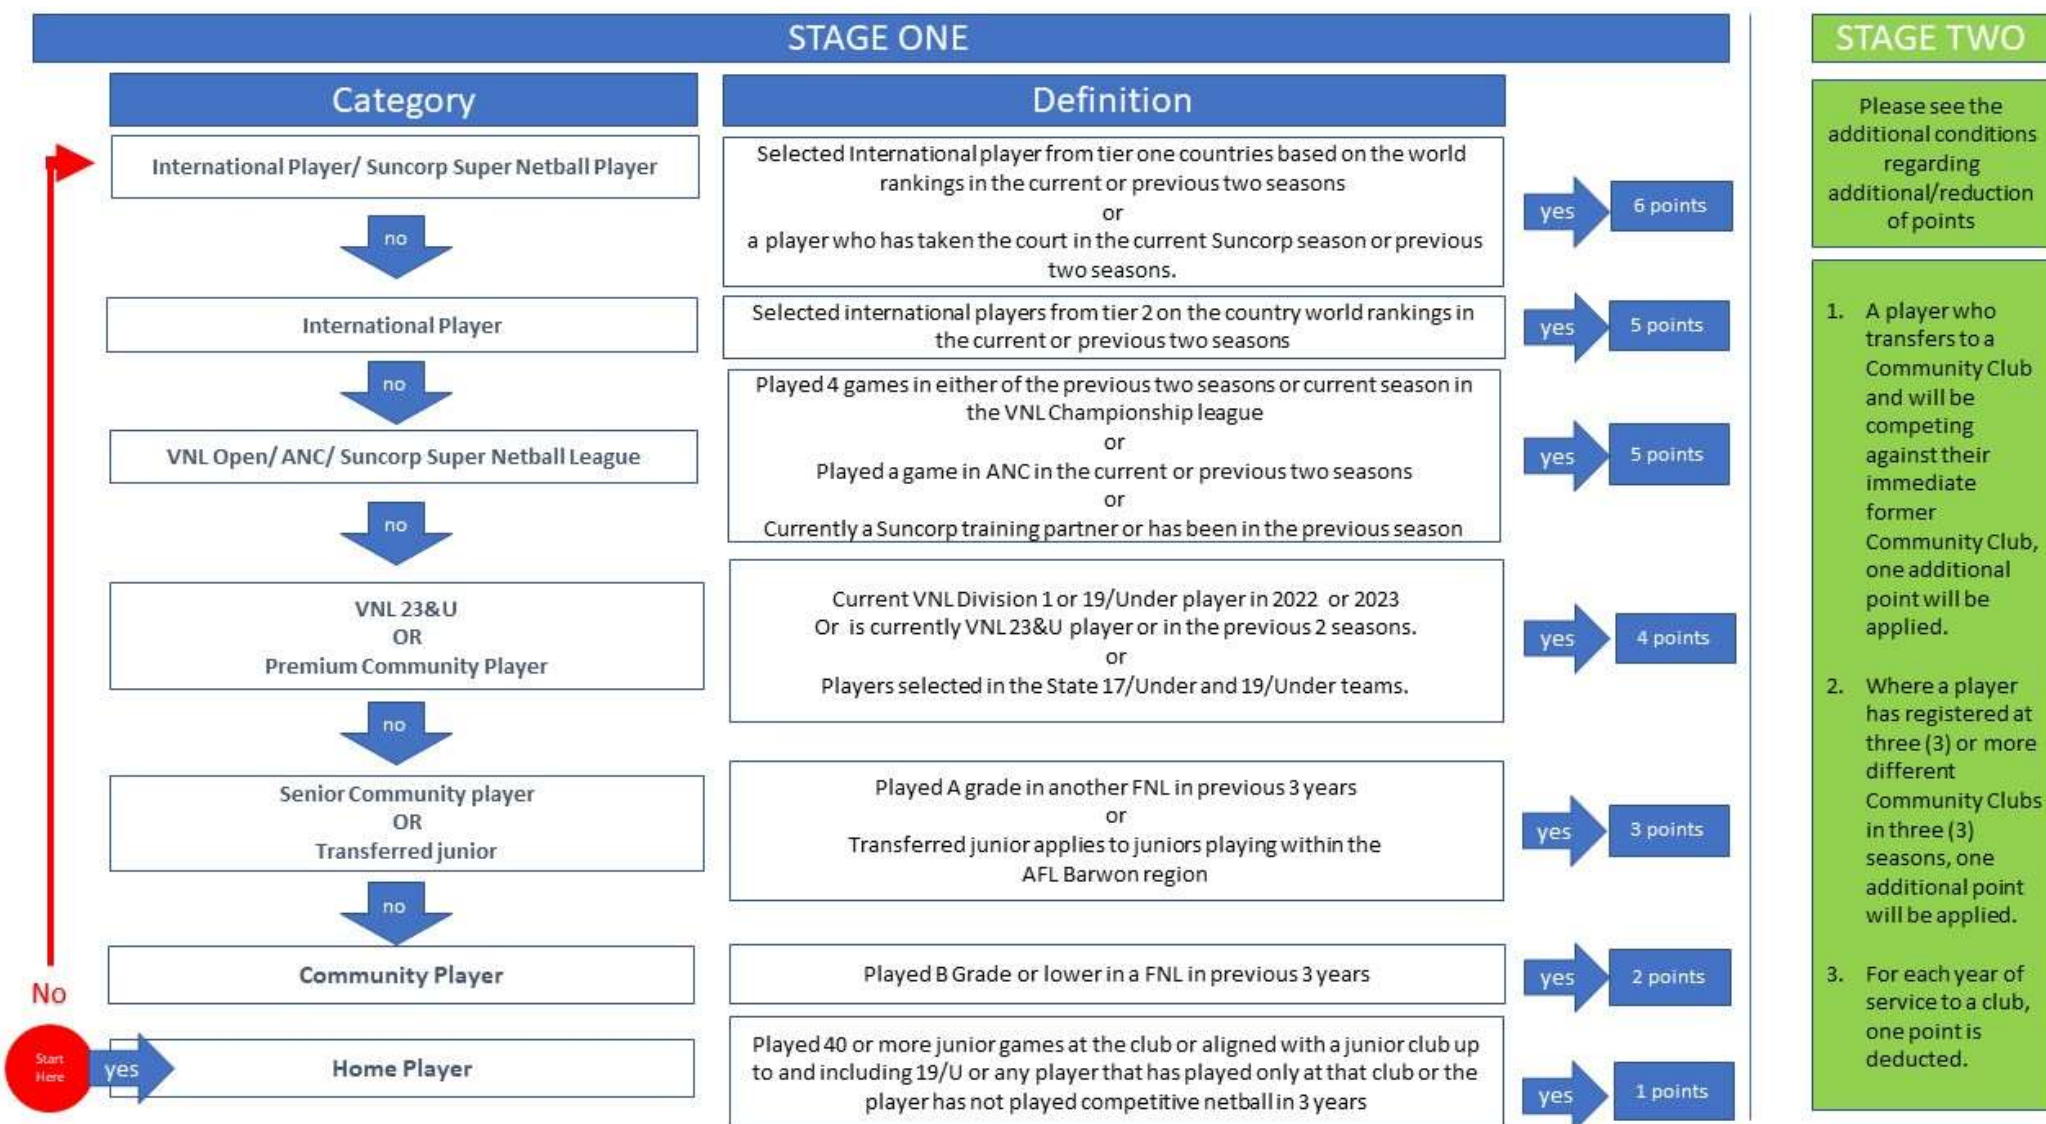 STAGE ONE
Category
Definition
International Player/ Suncorp Super Netball Player
Selected International player from tier one countries based on the world
rankings in the current or previous two seasons
or
a player who has taken the court in the current Suncorp season or previous
two seasons.
yes
6 points
no
International Player
Selected international players from tier 2 on the country world rankings in
the current or previous two seasons
yes
5 points
no
VNL Open/ ANC/ Suncorp Super Netball League
Played 4 games in either of the previous two seasons or current season in
the VNL Championship league
or
Played a game in ANC in the current or previous two seasons
or
Currently a Suncorp training partner or has been in the previous season
yes
5 points
no
VNL 23&U
OR
Premium Community Player
Current VNL Division 1 or 19/Under player in 2022 or 2023
Or is currently VNL 23&U player or in the previous 2 seasons.
or
Players selected in the State 17/Under and 19/Under teams.
yes
4 points
no
Senior Community player
OR
Transferred junior
Played A grade in another FNL in previous 3 years
or
Transferred junior applies to juniors playing within the
AFL Barwon region
yes
3 points
no
Community Player
Played B Grade or lower in a FNL in previous 3 years
yes
2 points
No
Start
Here
yes
Home Player
Played 40 or more junior games at the club or aligned with a junior club up
to and including 19/U or any player that has played only at that club or the
player has not played competitive netball in 3 years
yes
1 points
STAGE TWO
Please see the
additional conditions
regarding
additional/reduction
of points
1. A player who
transfers to a
Community Club
and will be
competing
against their
immediate
former
Community Club,
one additional
point will be
applied.
2. Where a player
has registered at
three (3) or more
different
Community Clubs
in three (3)
seasons, one
additional point
will be applied.
3. For each year of
service to a club,
one point is
deducted.